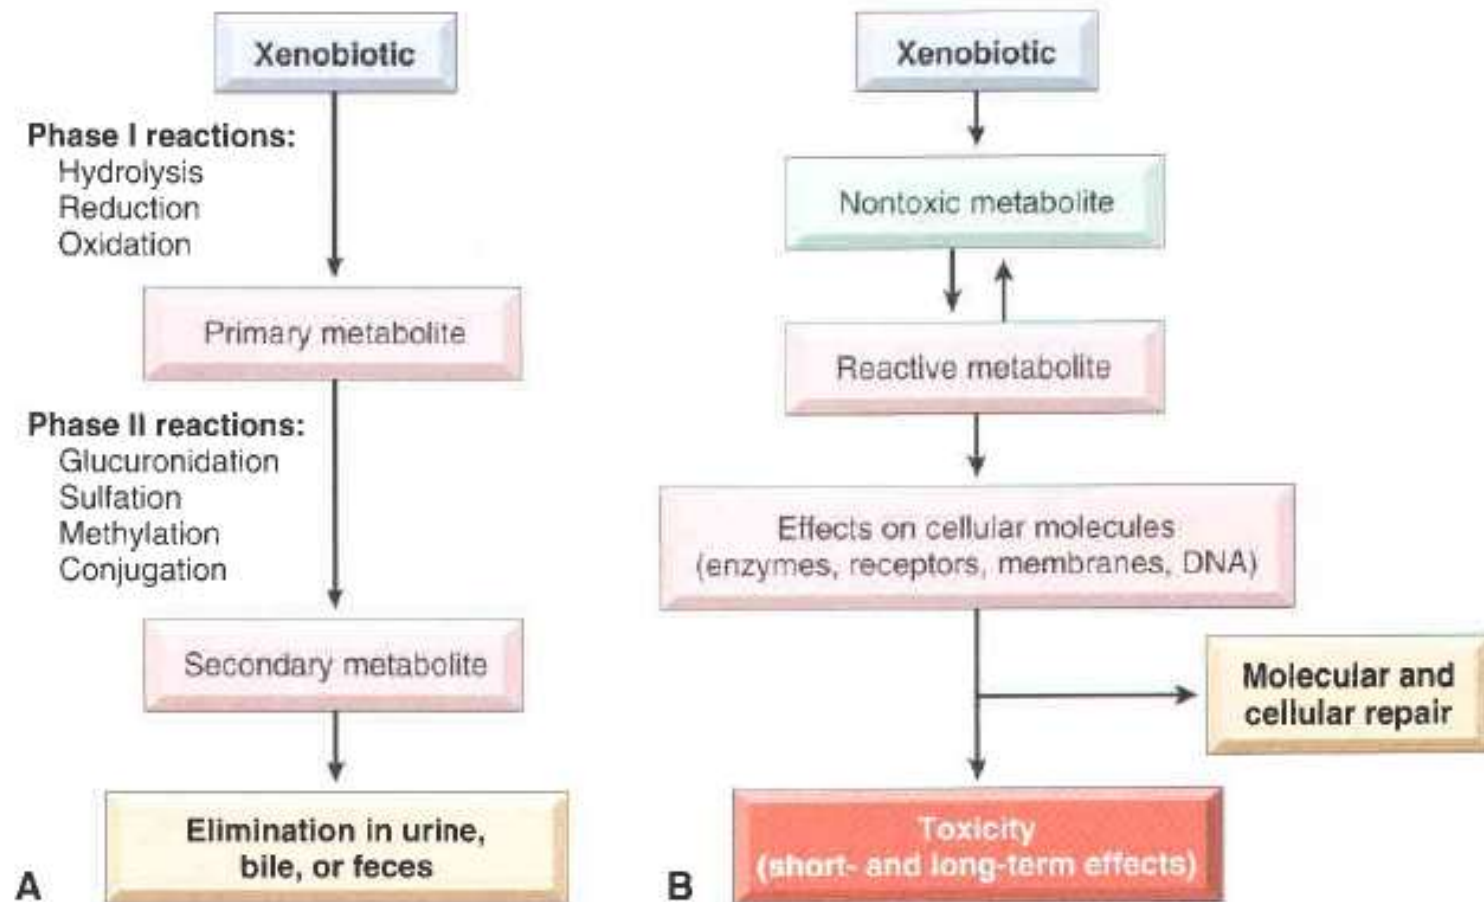 Xenobiotic
Phase I reactions:
Hydrolysis
Reduction
Oxidation
Primary metabolite
Phase II reactions:
Glucuronidation
Sulfation
Methylation
Conjugation
Secondary metabolite
Elimination in urine,
bile, or feces
A
Xenobiotic
Nontoxic metabolite
Reactive metabolite
Effects on cellular molecules
(enzymes, receptors, membranes, DNA)
Molecular and
cellular repair
Toxicity
(short- and long-term effects)
B